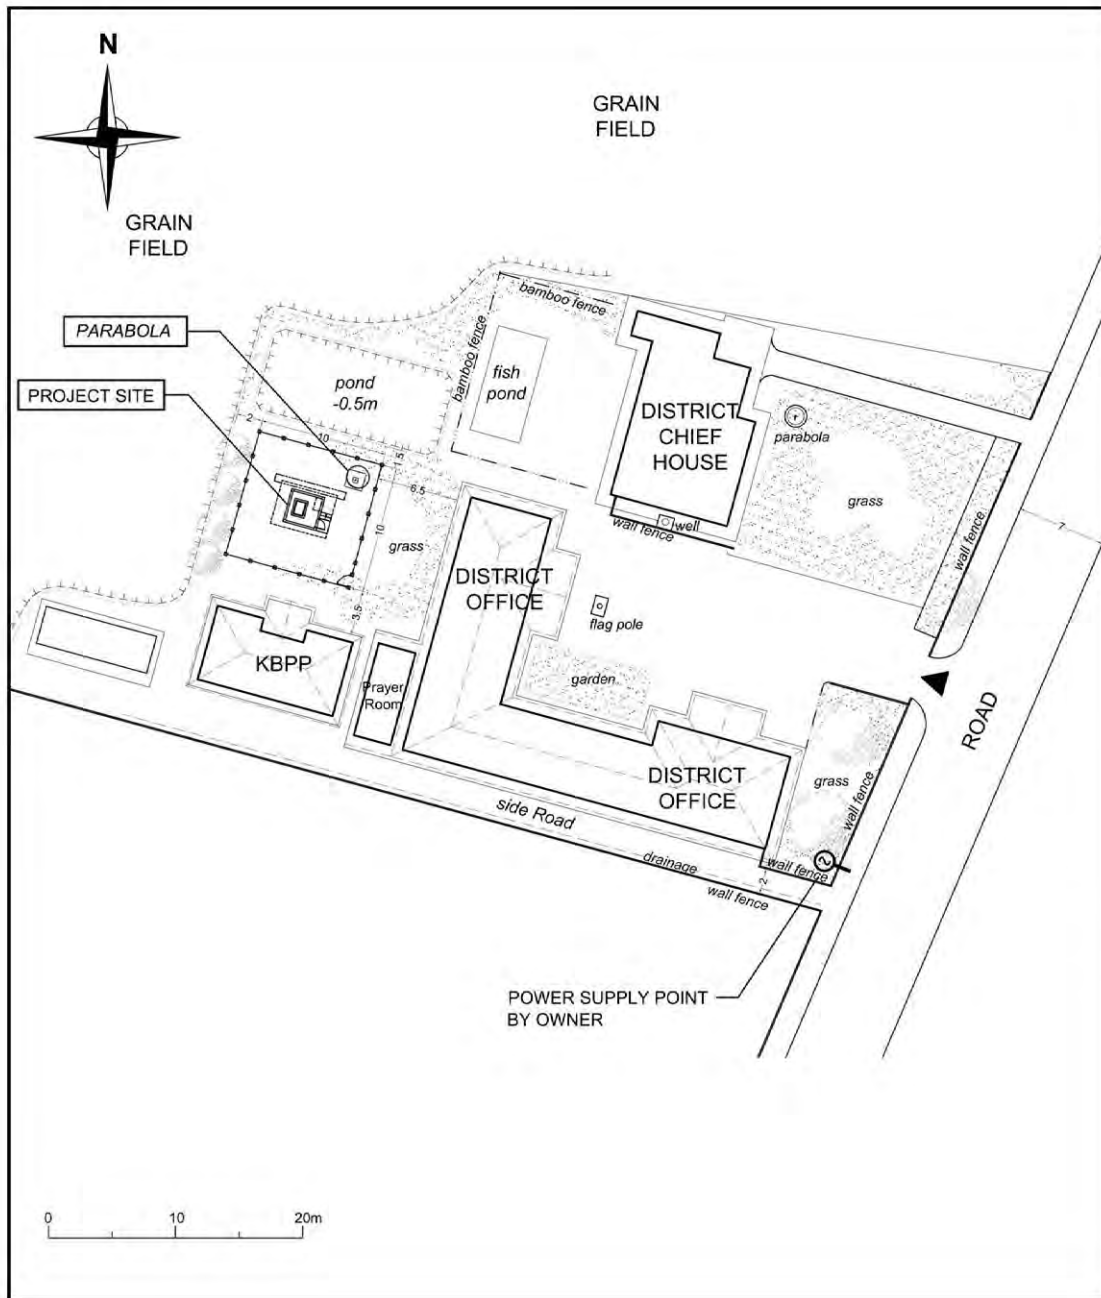 N
GRAIN
FIELD
GRAIN
FIELD
bamboo fence
PARABOLA
bamboo fence
fish
pond
pond
-0.5m
PROJECT SITE
DISTRICT
CHIEF
HOUSE
parabola
2
10
1.5
6.5
grass
well
wall fence
wall fence
7
10
grass
DISTRICT
OFFICE
3.5
flag pole
KBPP
Prayer
Room
garden
ROAD
DISTRICT
OFFICE
grass
side Road
wall fence
drainage
wall fence
2
wall fence
2
POWER SUPPLY POINT
BY OWNER
0
10
20m